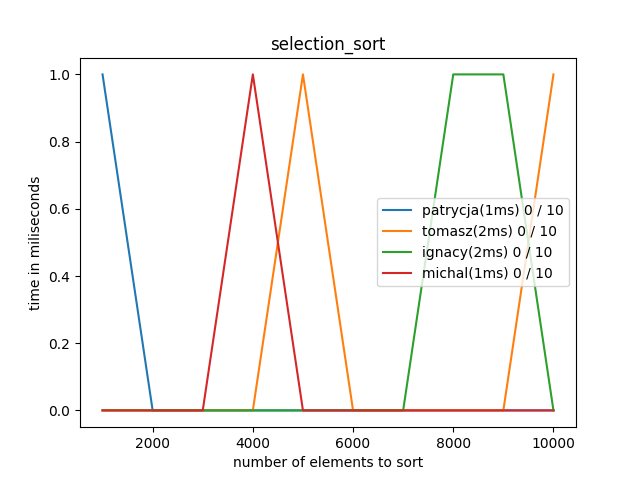 selection_sort
time in miliseconds
1.0
0.8
0.6
0.4
0.2
0.0
patrycja(1ms) 0 / 10
tomasz(2ms) 0 / 10
ignacy(2ms) 0 / 10
michal(1ms) 0 / 10
2000 4000 6000 8000 10000
number of elements to sort